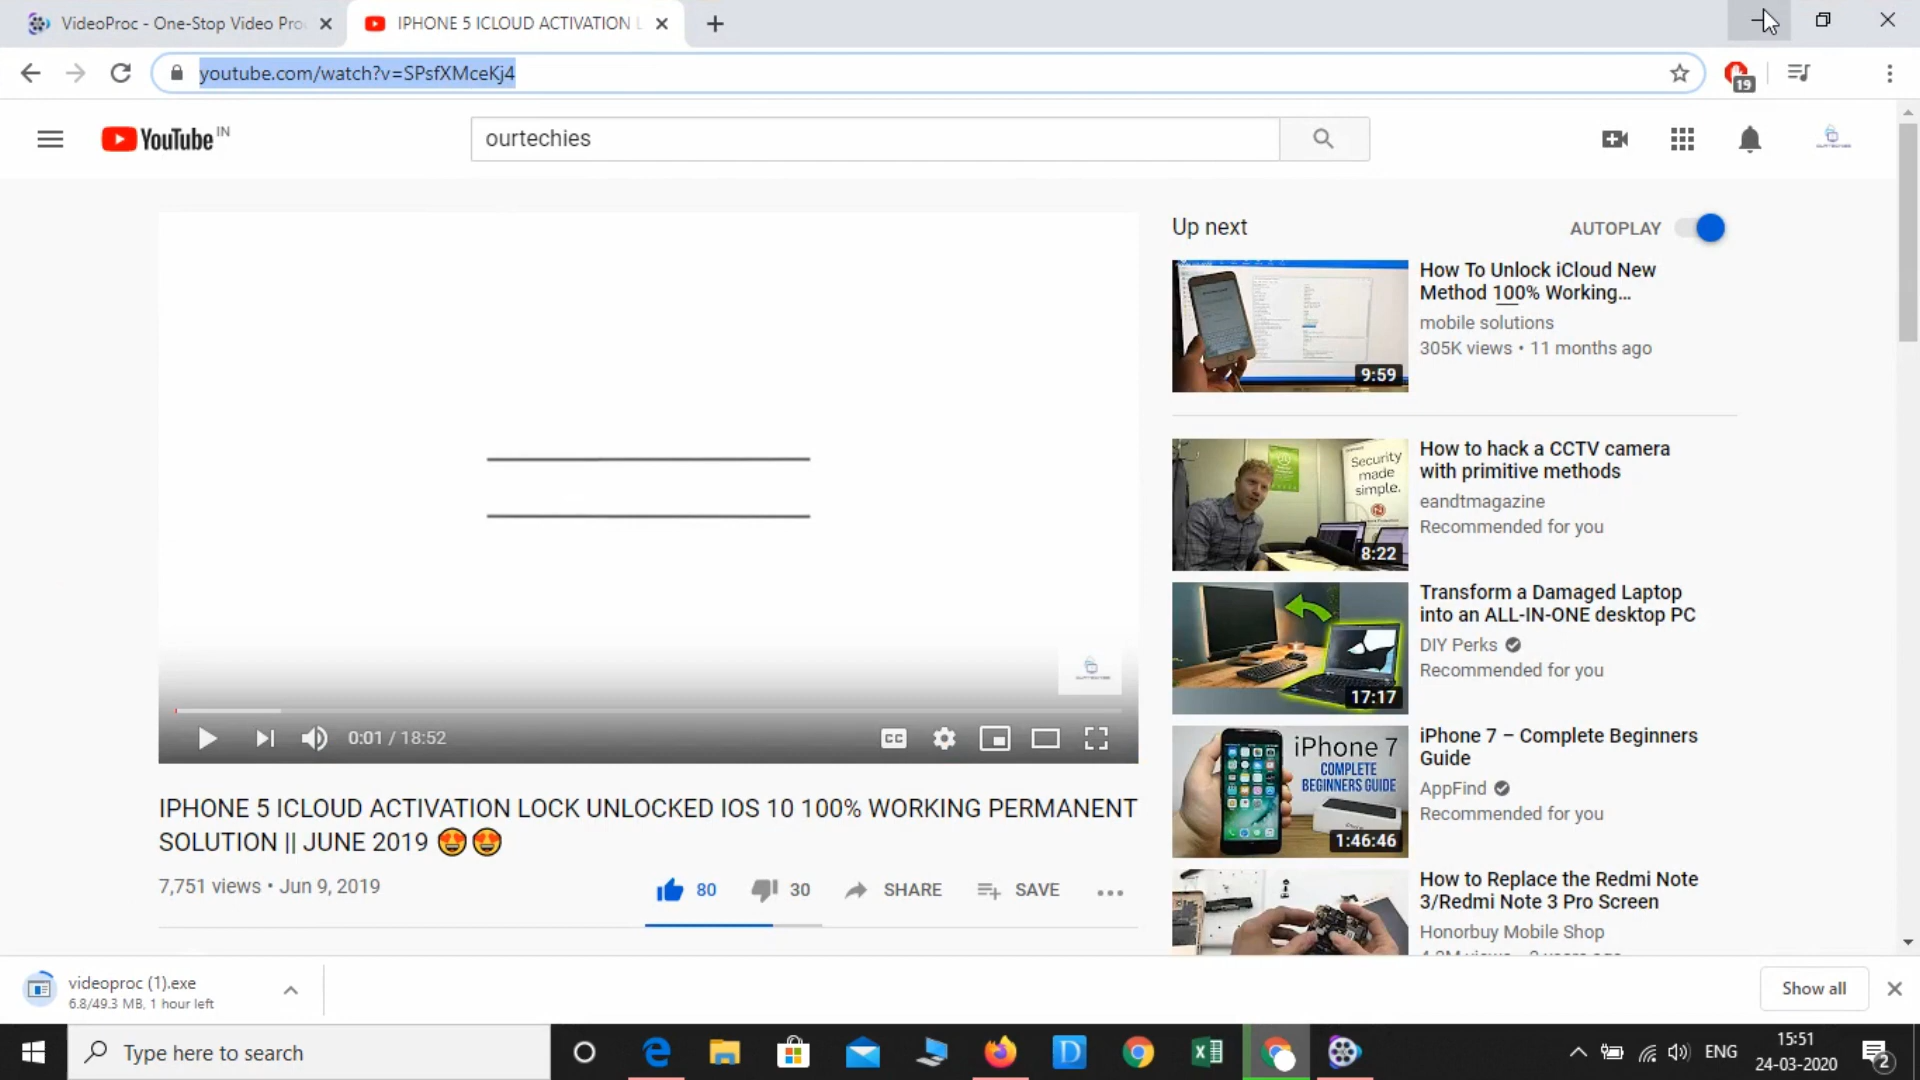 VideoProc - One-Stop Video Pro
IPHONE 5 ICLOUD ACTIVATION L
youtube.com/watch?v=SPsfXMceKj4
19
YouTube IN
ourtechies
Up next
AUTOPLAY
How To Unlock iCloud New
Method 100% Working...
mobile solutions
305K views • 11 months ago
9:59
How to hack a CCTV camera
with primitive methods
eandtmagazine
Recommended for you
Security
made
simple.
8:22
Transform a Damaged Laptop
into an ALL-IN-ONE desktop PC
DIY Perks
Recommended for you
17:17
iPhone 7 – Complete Beginners
Guide
AppFind
Recommended for you
iPhone 7
COMPLETE
BEGINNERS GUIDE
1:46:46
How to Replace the Redmi Note
3/Redmi Note 3 Pro Screen
Honorbuy Mobile Shop
0:01 / 18:52
CC
IPHONE 5 ICLOUD ACTIVATION LOCK UNLOCKED IOS 10 100% WORKING PERMANENT
SOLUTION || JUNE 2019 😍😍
7,751 views • Jun 9, 2019
80
30
SHARE
SAVE
videoproc (1).exe
6.8/49.3 MB, 1 hour left
Show all
Type here to search
ENG
15:51
24-03-2020
2